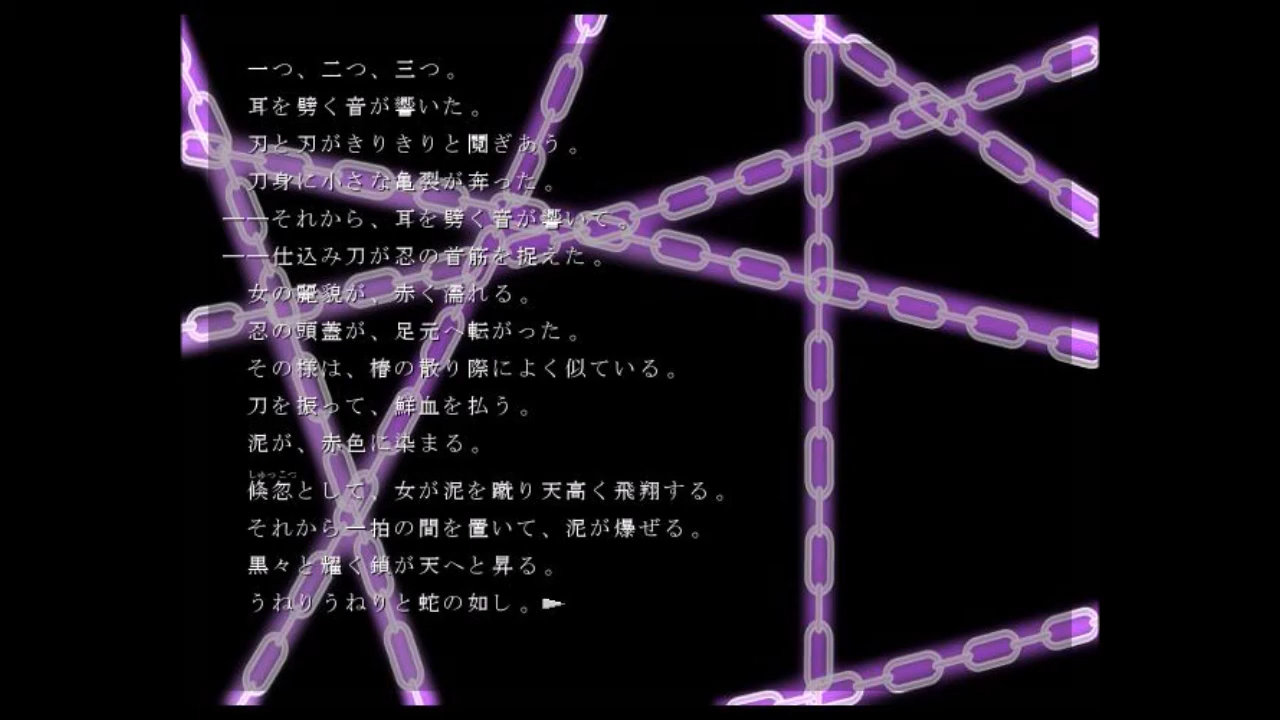 一つ、二つ、三つ。
耳を劈く音が響いた。
刃と刃がきりきりと鬩ぎあう。
刀身に小さな亀裂が奔った。
――それから、耳を劈く音が響いて。
――仕込み刀が忍の首筋を捉えた。
女の麗貌が、赤く濡れる。
忍の頭蓋が、足元へ転がった。
その様は、椿の散り際によく似ている。
刀を振って、鮮血を払う。
泥が、赤色に染まる。
しゅっこつ
倏忽として、女が泥を蹴り天高く飛翔する。
それから一拍の間を置いて、泥が爆ぜる。
黒々と耀く鎖が天へと昇る。
うねりうねりと蛇の如し。